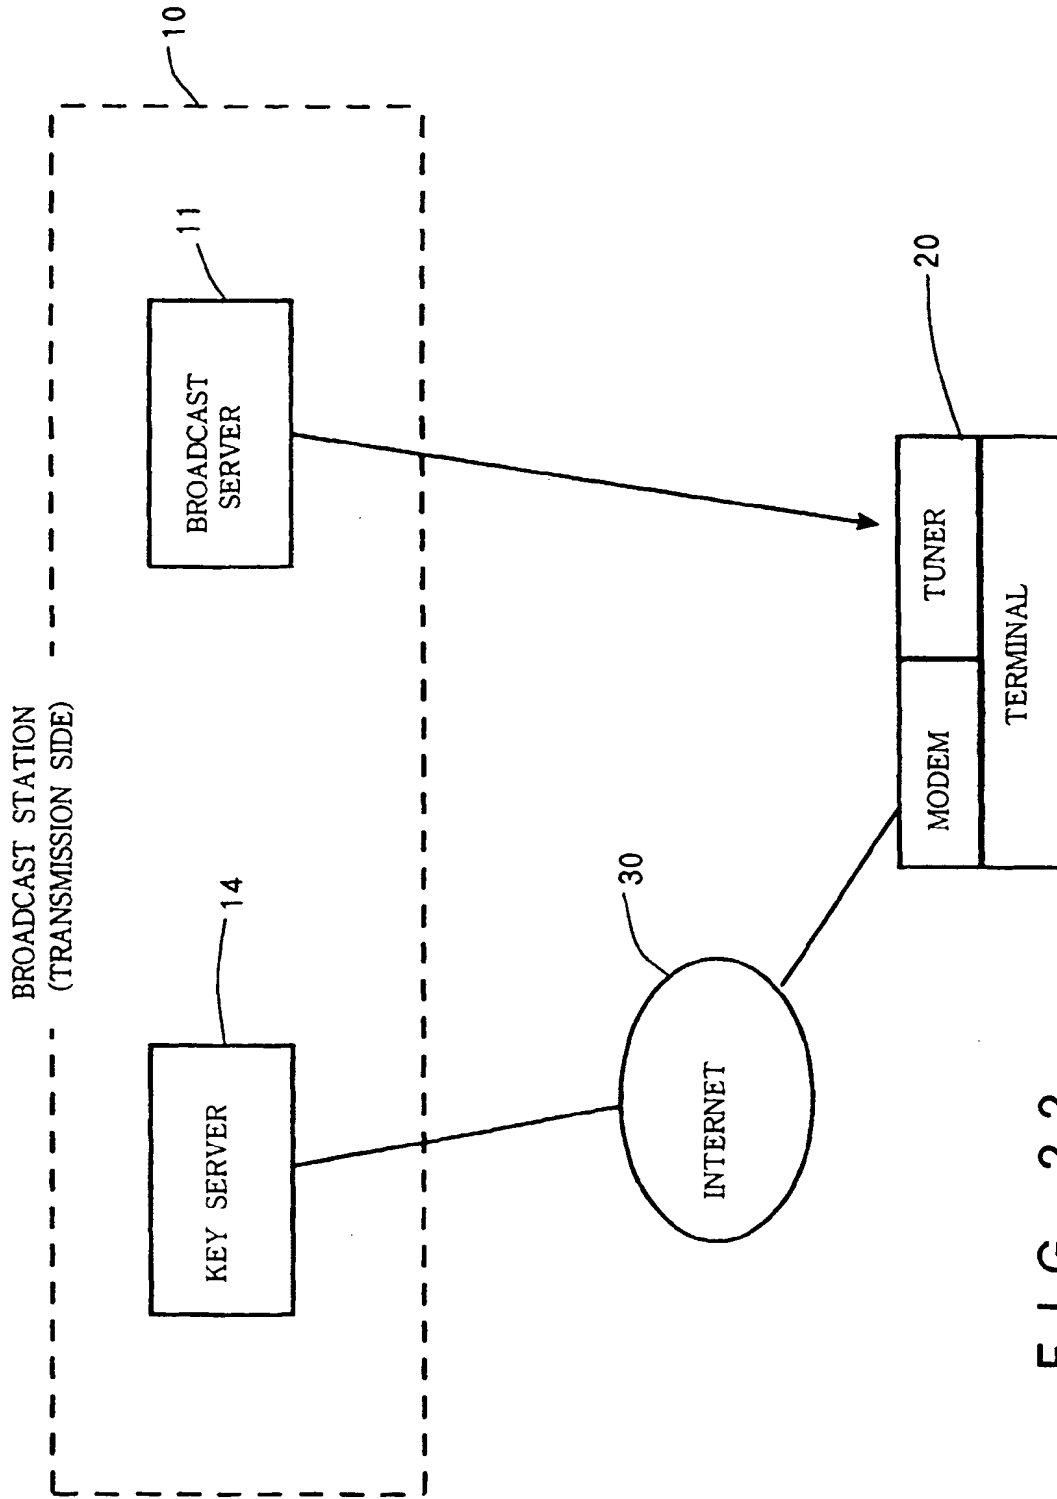 BROADCAST STATION
(TRANSMISSION SIDE)
10
KEY SERVER
14
BROADCAST
SERVER
11
INTERNET
30
MODEM
TUNER
20
TERMINAL